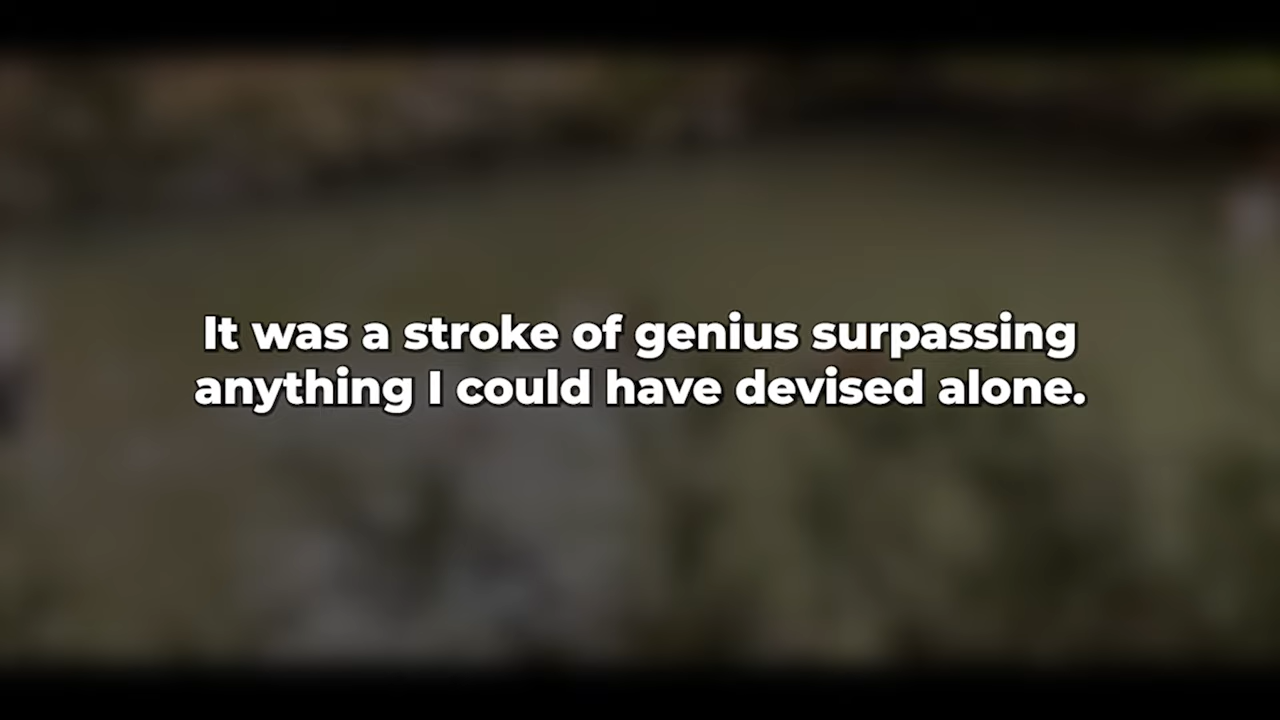 It was a stroke of genius surpassing
anything I could have devised alone.